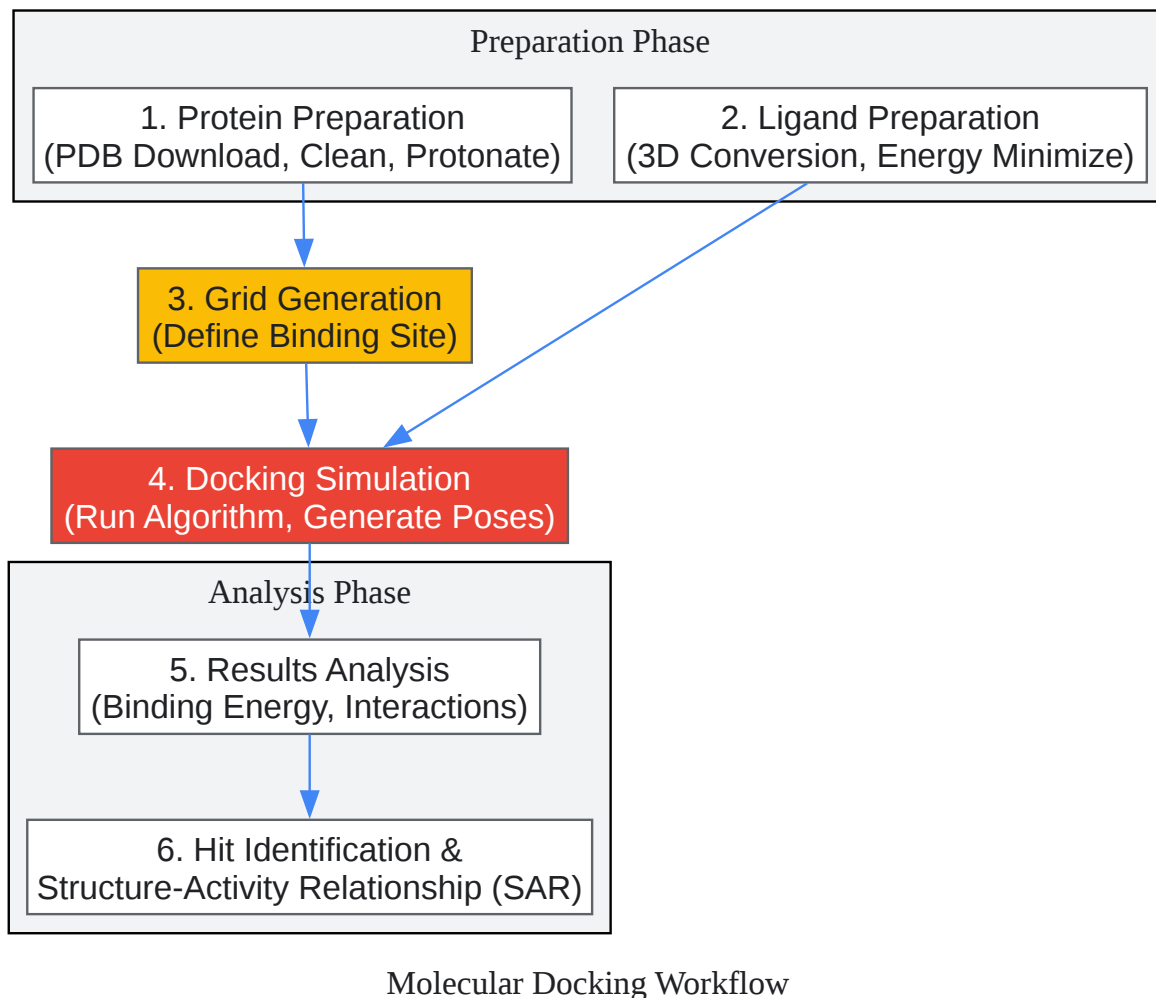 Preparation Phase
1. Protein Preparation
(PDB Download, Clean, Protonate)
2. Ligand Preparation
(3D Conversion, Energy Minimize)
3. Grid Generation
(Define Binding Site)
4. Docking Simulation
(Run Algorithm, Generate Poses)
Analysis Phase
5. Results Analysis
(Binding Energy, Interactions)
6. Hit Identification &
Structure-Activity Relationship (SAR)
Molecular Docking Workflow